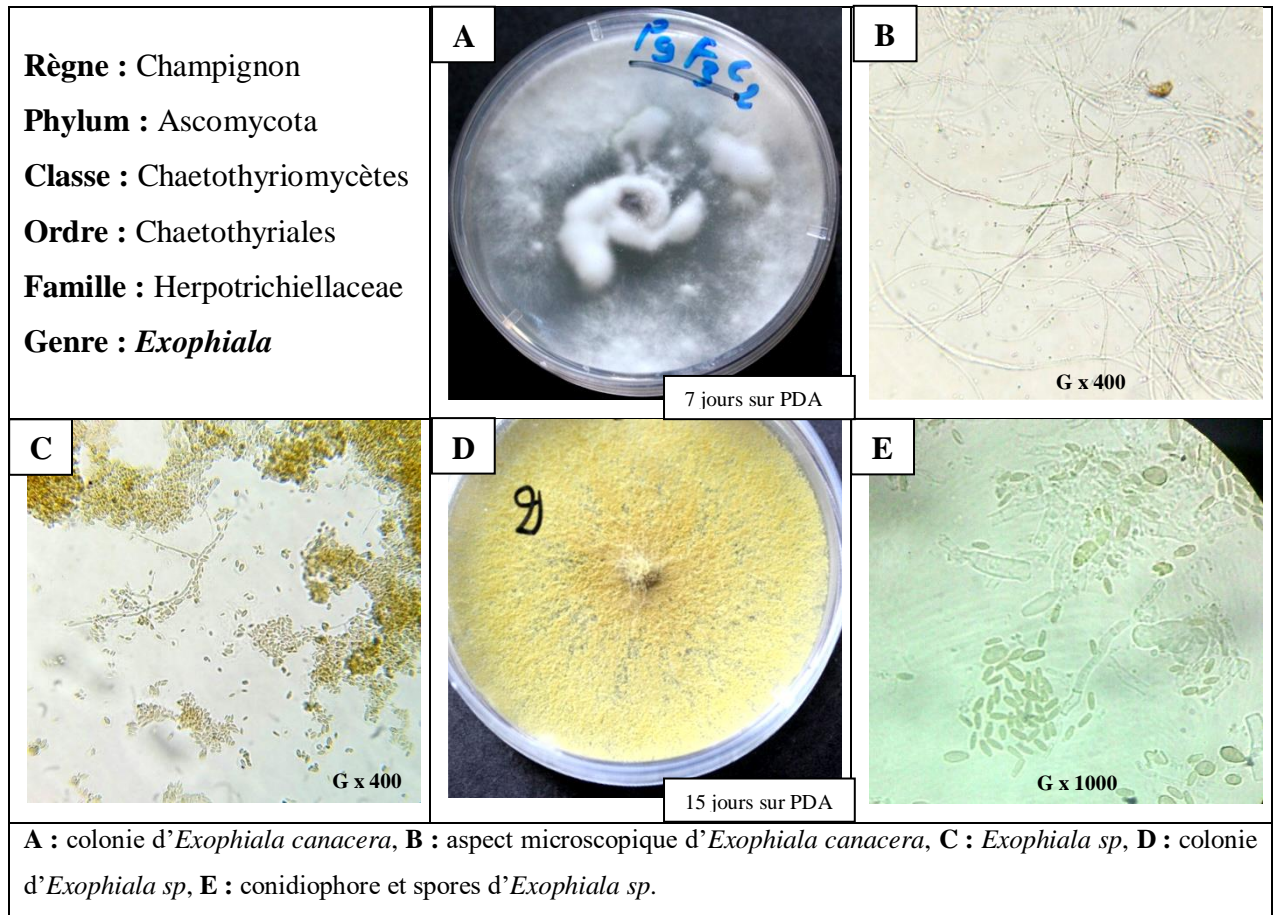 Règne : Champignon
Phylum : Ascomycota
Classe : Chaetothyriomycètes
Ordre : Chaetothyriales
Famille : Herpotrichiellaceae
Genre : Exophiala
A
PgF3C2
7 jours sur PDA
B
G x 400
C
G x 400
D
15 jours sur PDA
E
G x 1000
A : colonie d’Exophiala canacera, B : aspect microscopique d’Exophiala canacera, C : Exophiala sp, D : colonie
d’Exophiala sp, E : conidiophore et spores d’Exophiala sp.